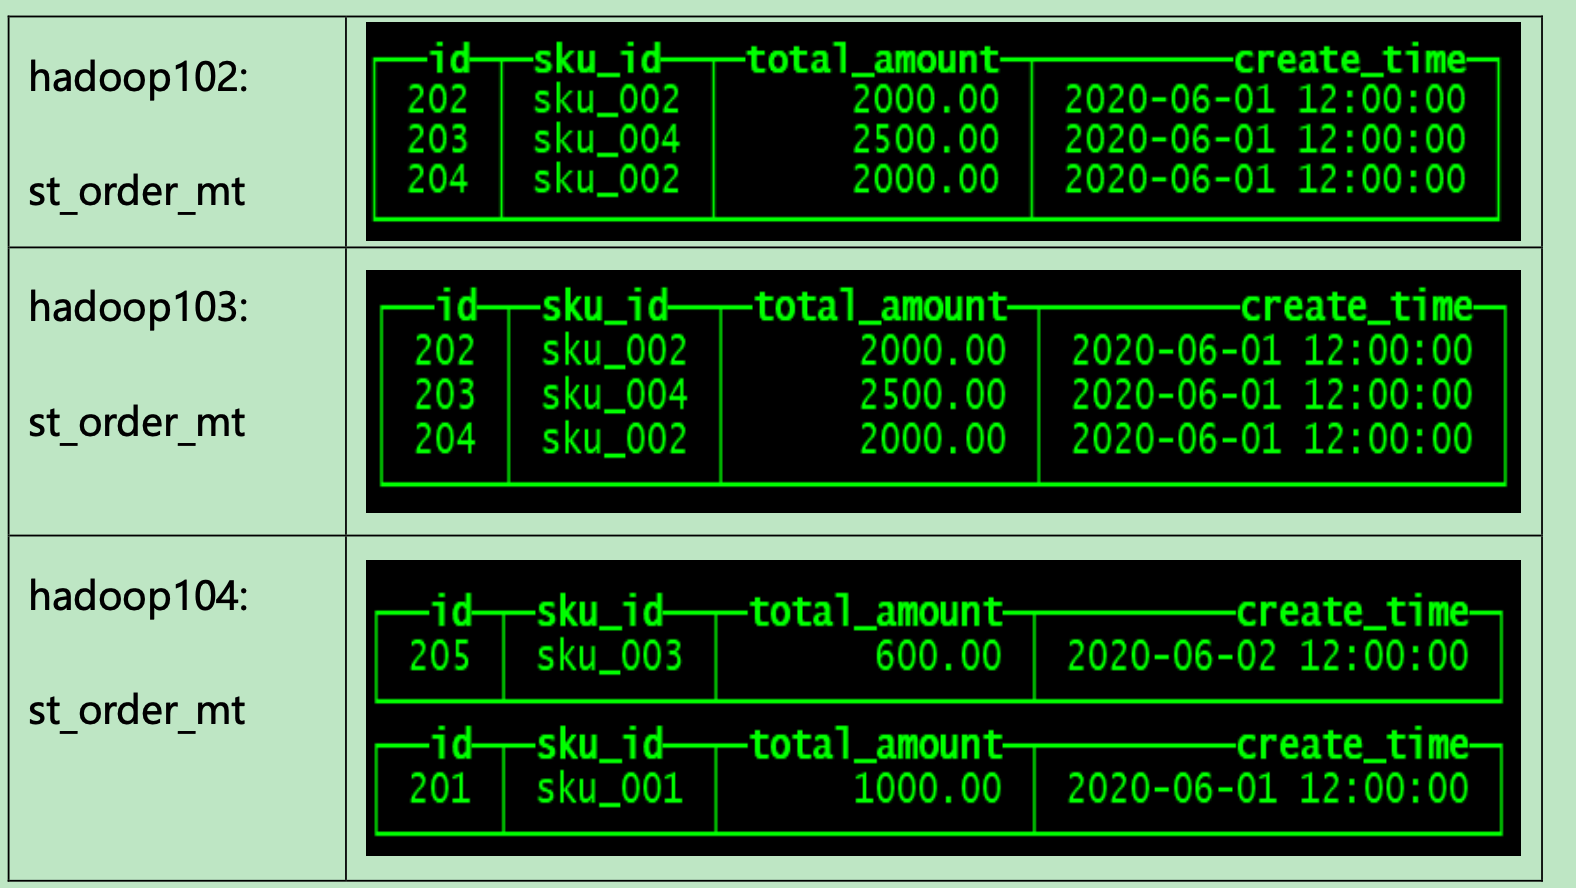 hadoop102:
st_order_mt
id sku_id total_amount create_time
202 sku_002 2000.00 2020-06-01 12:00:00
203 sku_004 2500.00 2020-06-01 12:00:00
204 sku_002 2000.00 2020-06-01 12:00:00
hadoop103:
st_order_mt
id sku_id total_amount create_time
202 sku_002 2000.00 2020-06-01 12:00:00
203 sku_004 2500.00 2020-06-01 12:00:00
204 sku_002 2000.00 2020-06-01 12:00:00
hadoop104:
st_order_mt
id sku_id total_amount create_time
205 sku_003 600.00 2020-06-02 12:00:00
id sku_id total_amount create_time
201 sku_001 1000.00 2020-06-01 12:00:00